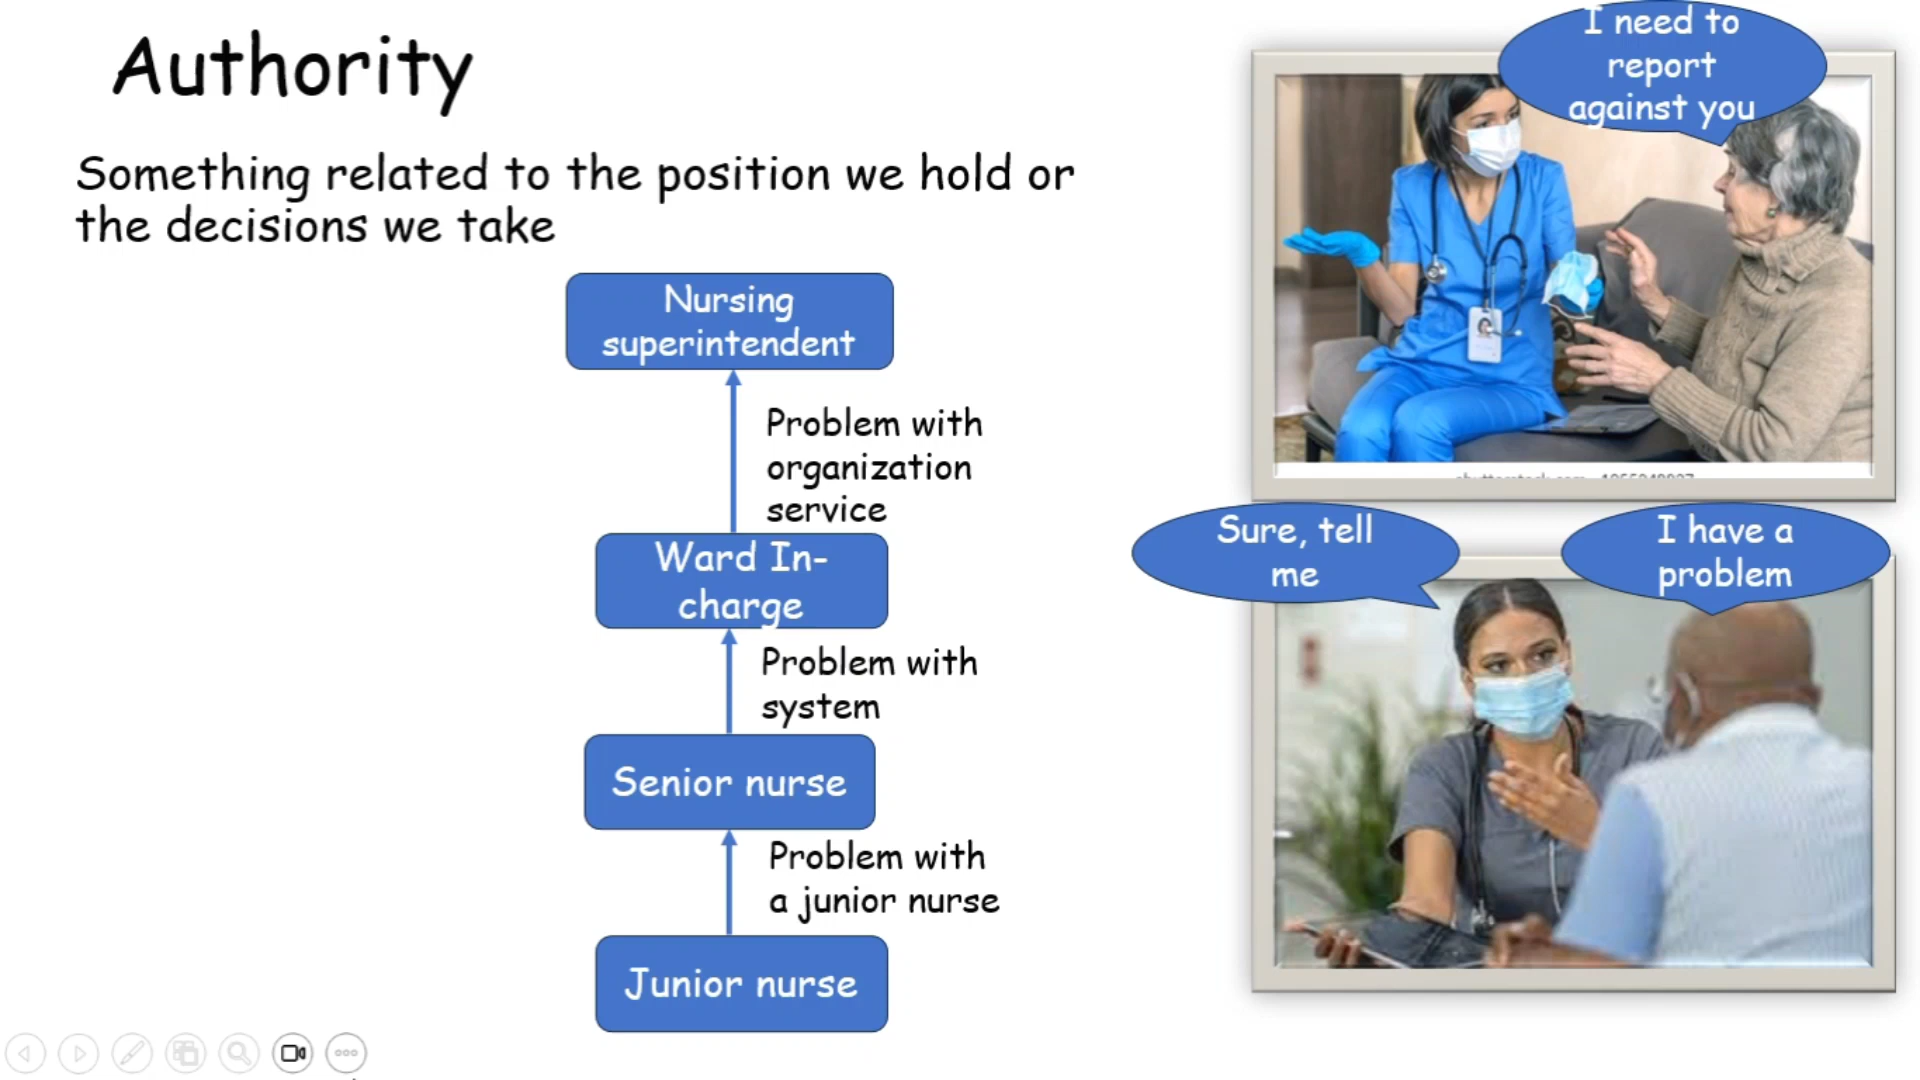 Authority
Something related to the position we hold or
the decisions we take
Nursing
superintendent
Problem with
organization
service
Ward In-
charge
Problem with
system
Senior nurse
Problem with
a junior nurse
Junior nurse
I need to
report
against you
Sure, tell
me
I have a
problem